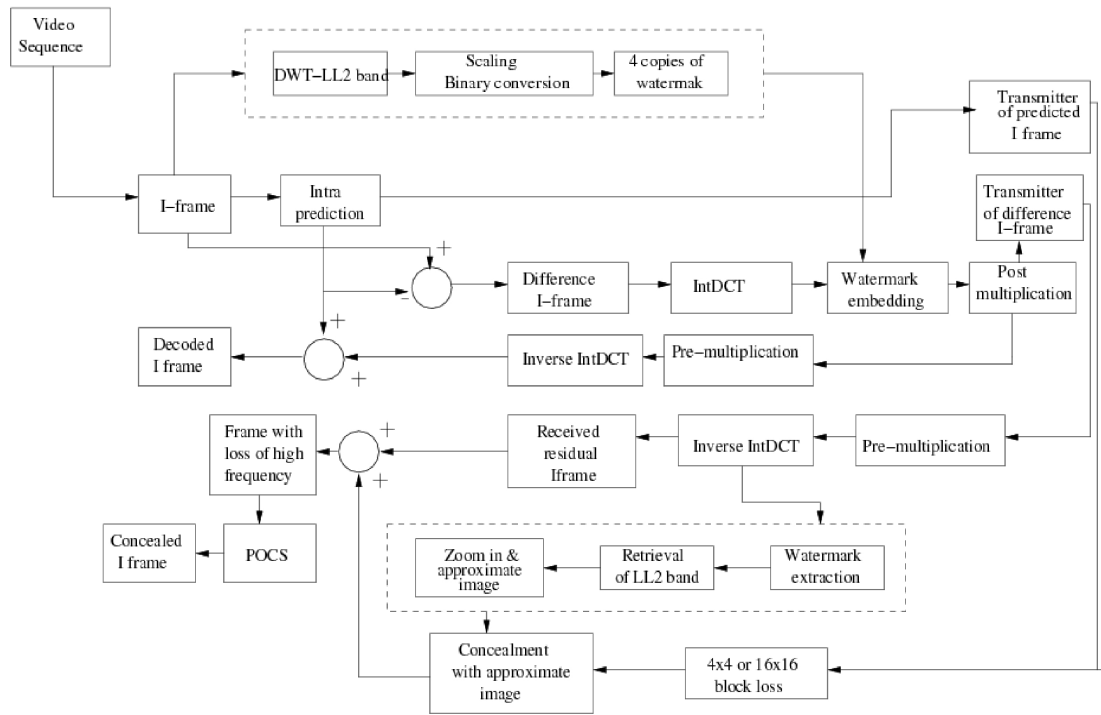 Video
Sequence
DWT-LL2 band
Scaling
Binary conversion
4 copies of
watermak
Transmitter
of predicted
I frame
I-frame
Intra
prediction
Transmitter
of difference
I-frame
+
-
Difference
I-frame
IntDCT
Watermark
embedding
Post
multiplication
+
+
Decoded
I frame
Inverse IntDCT
Pre-multiplication
Frame with
loss of high
frequency
+
+
Received
residual
Iframe
Inverse IntDCT
Pre-multiplication
Concealed
I frame
POCS
Zoom in &
approximate
image
Retrieval
of LL2 band
Watermark
extraction
Concealment
with approximate
image
4x4 or 16x16
block loss